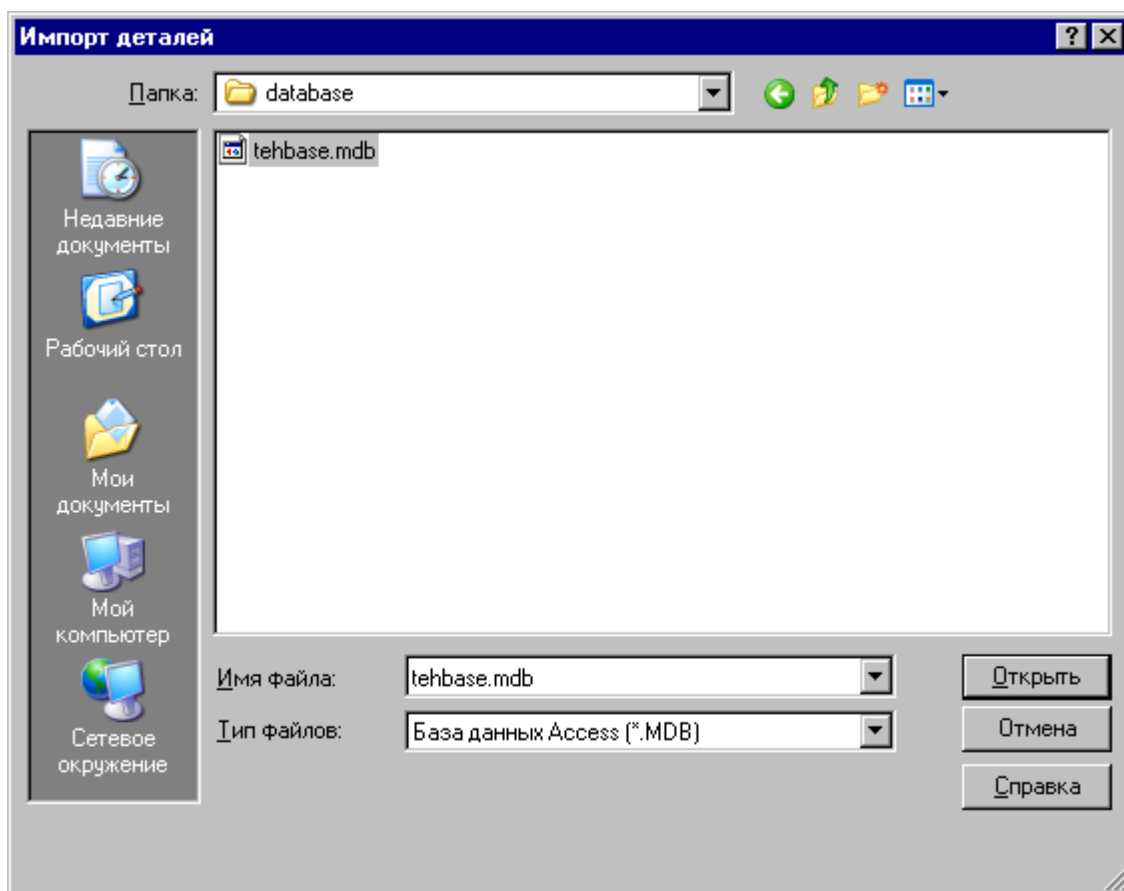 Импорт деталей
Папка:
database
tehbase.mdb
Недавние
документы
Рабочий стол
Мои
документы
Мой
компьютер
Сетевое
окружение
Имя файла:
tehbase.mdb
Открыть
Тип файлов:
База данных Access (*.MDB)
Отмена
Справка